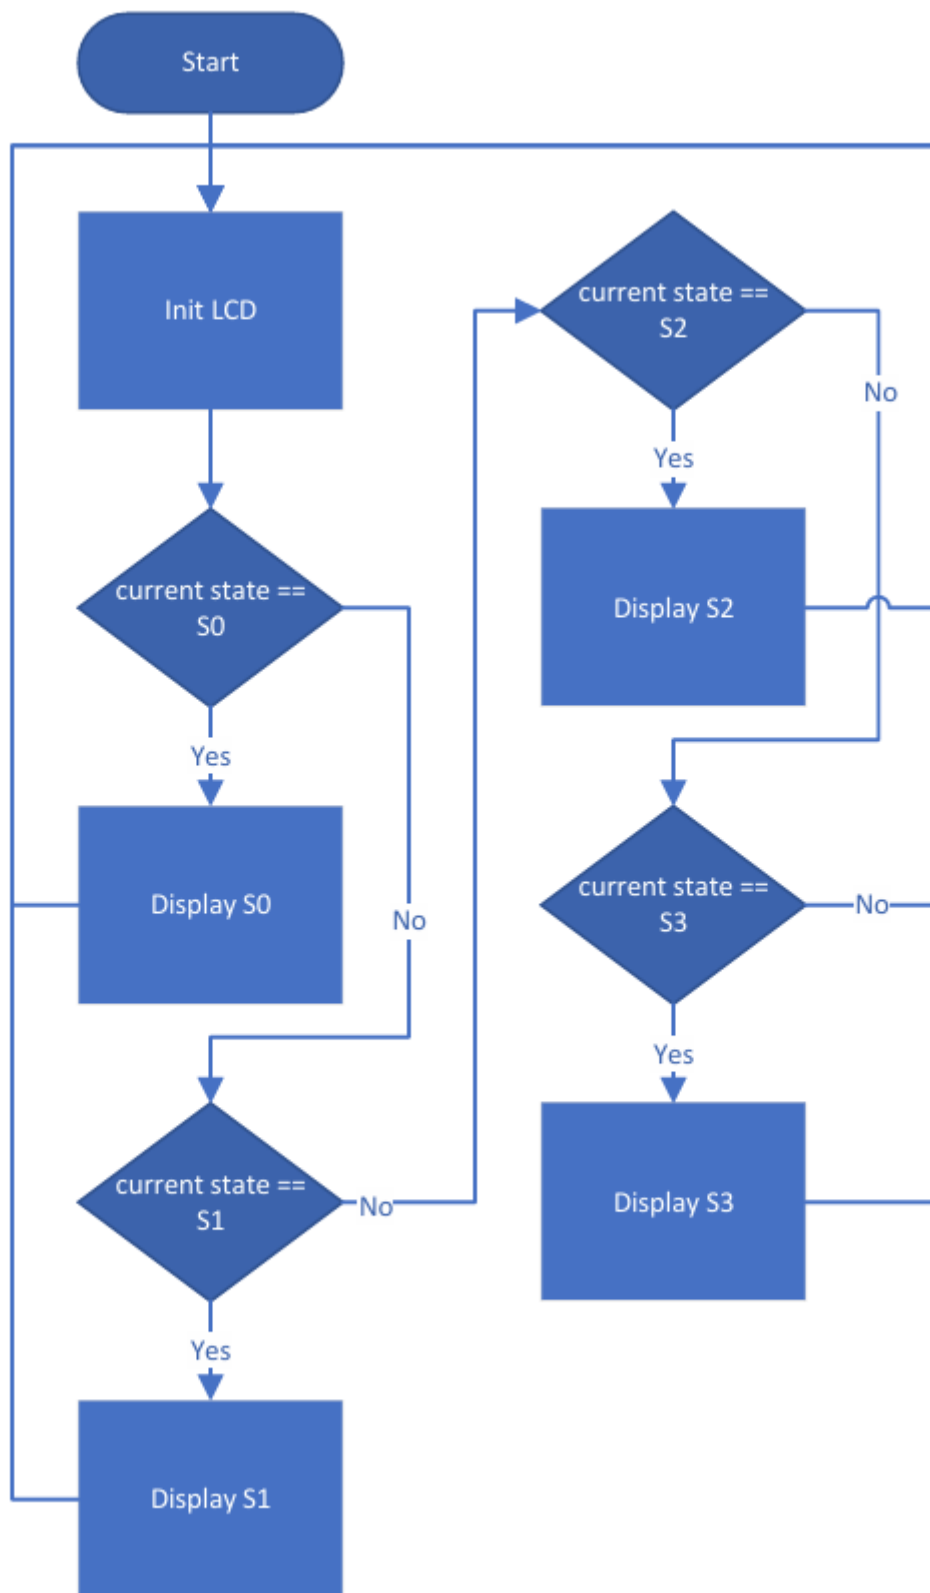 Start
Init LCD
current state ==
S0
Yes
Display S0
No
current state ==
S1
No
Yes
Display S1
current state ==
S2
No
Yes
Display S2
current state ==
S3
No
Yes
Display S3